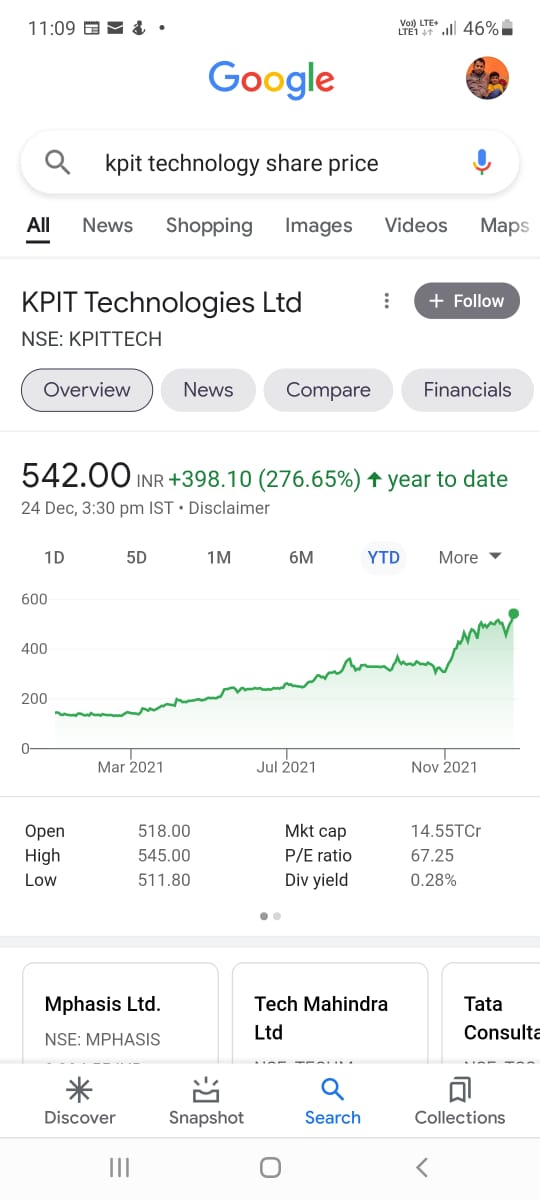 11:09 Vo) LTE+ LTE1 46%
Google
kpit technology share price
All News Shopping Images Videos Maps
KPIT Technologies Ltd + Follow
NSE: KPITTECH
Overview News Compare Financials
542.00 INR +398.10 (276.65%) ↑ year to date
24 Dec, 3:30 pm IST • Disclaimer
1D 5D 1M 6M YTD More
600
400
200
0
Mar 2021 Jul 2021 Nov 2021
Open 518.00 Mkt cap 14.55TCr
High 545.00 P/E ratio 67.25
Low 511.80 Div yield 0.28%
Mphasis Ltd. Tech Mahindra Tata
Ltd Consulta
NSE: MPHASIS
Discover Snapshot Search Collections